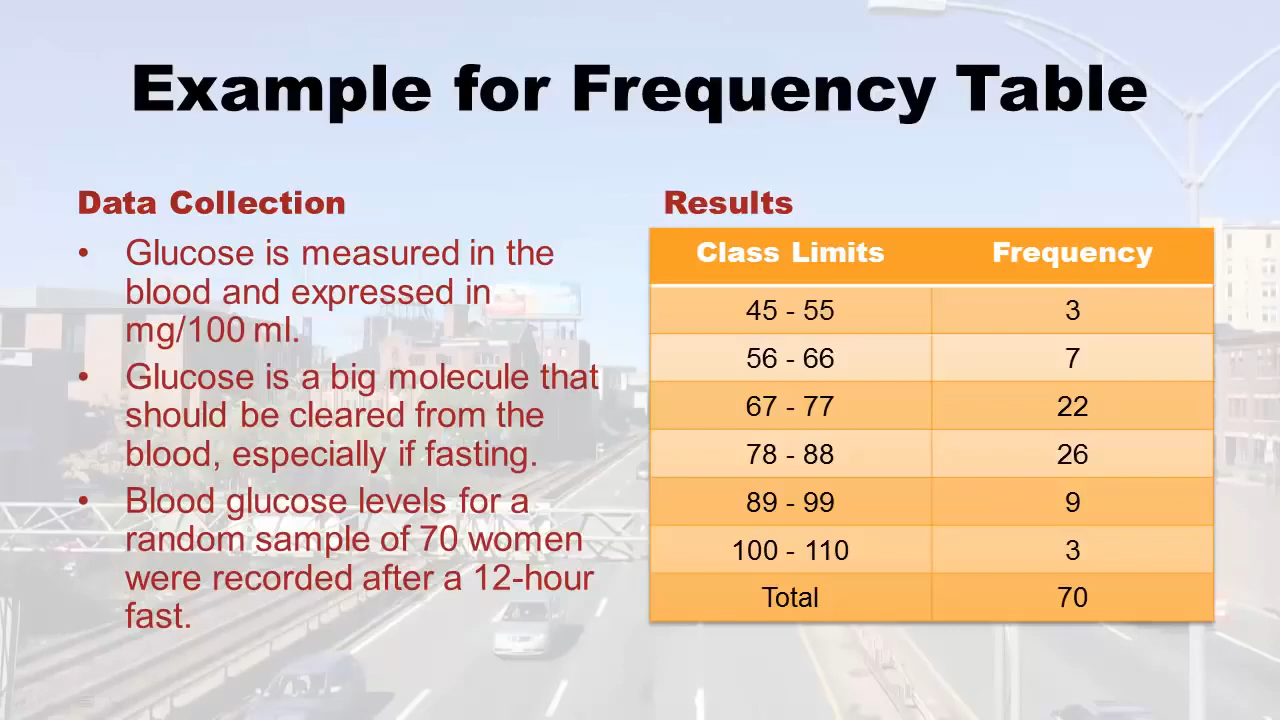 Example for Frequency Table
Data Collection
• Glucose is measured in the
blood and expressed in
mg/100 ml.
• Glucose is a big molecule that
should be cleared from the
blood, especially if fasting.
• Blood glucose levels for a
random sample of 70 women
were recorded after a 12-hour
fast.
Results
Class Limits Frequency
45 - 55 3
56 - 66 7
67 - 77 22
78 - 88 26
89 - 99 9
100 - 110 3
Total 70